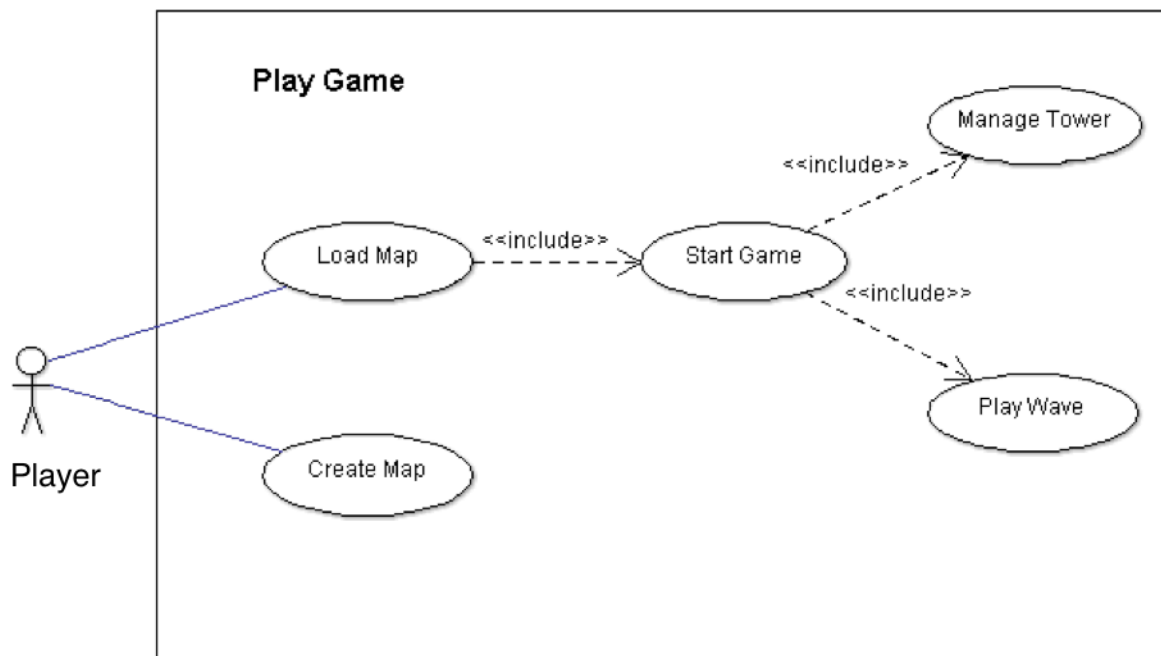 Play Game
Manage Tower
<<include>>
Load Map
<<include>>
Start Game
<<include>>
Play Wave
Player
Create Map